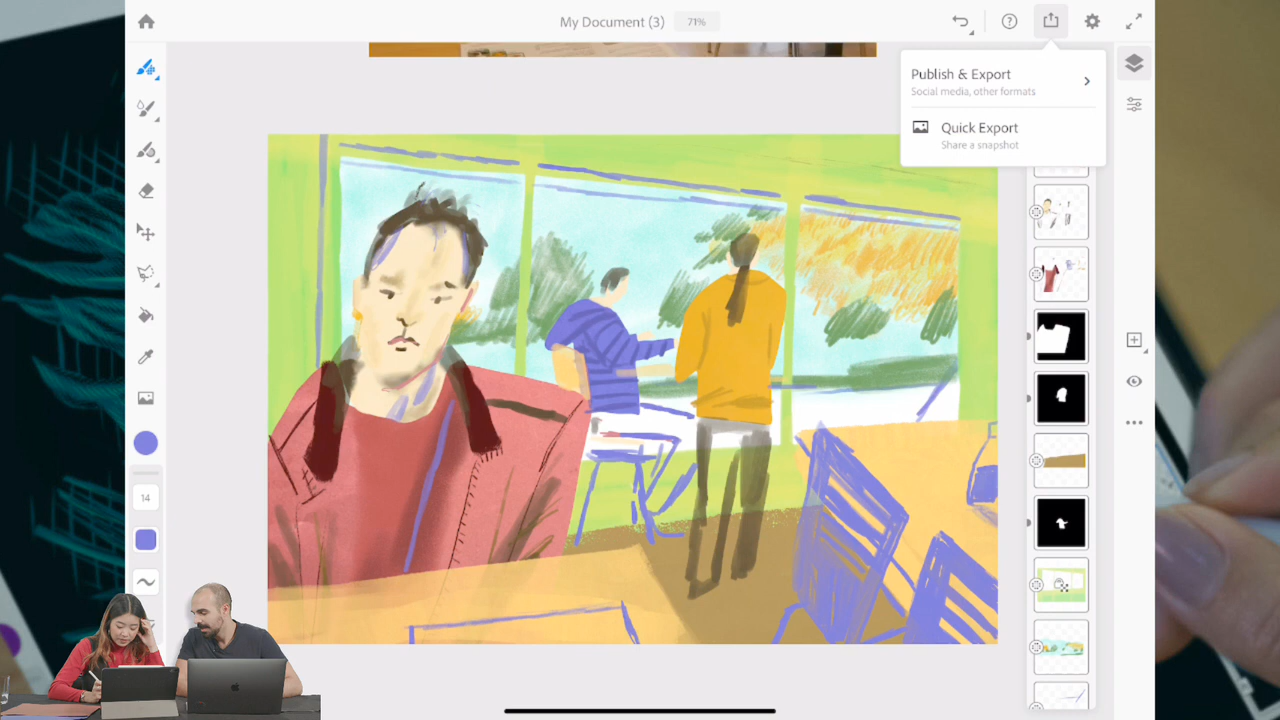 My Document (3)
71%
Publish & Export
Social media, other formats
Quick Export
Share a snapshot
14